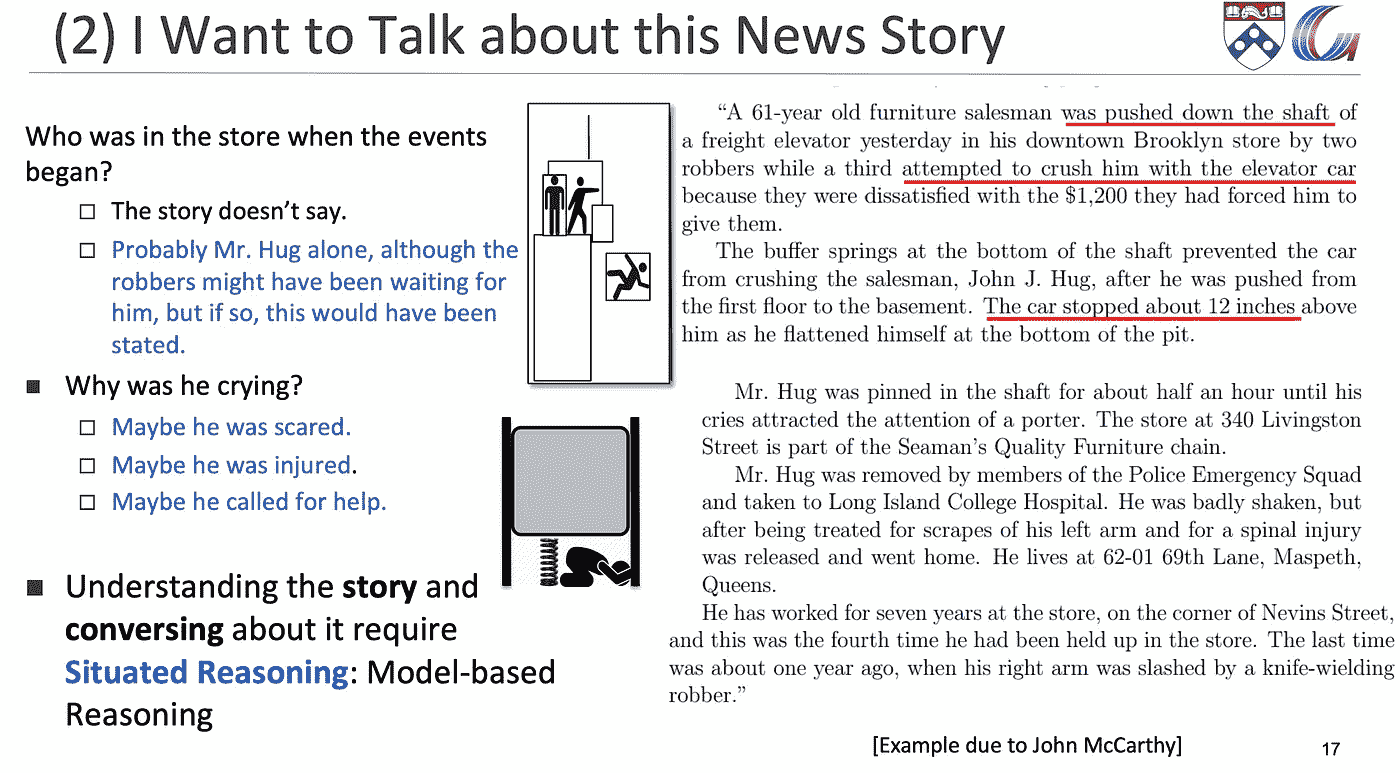 (2) I Want to Talk about this News Story
Who was in the store when the events
began?
The story doesn’t say.
Probably Mr. Hug alone, although the
robbers might have been waiting for
him, but if so, this would have been
stated.
Why was he crying?
Maybe he was scared.
Maybe he was injured.
Maybe he called for help.
Understanding the story and
conversing about it require
Situated Reasoning: Model-based
Reasoning
“A 61-year old furniture salesman was pushed down the shaft of
a freight elevator yesterday in his downtown Brooklyn store by two
robbers while a third attempted to crush him with the elevator car
because they were dissatisfied with the $1,200 they had forced him to
give them.
The buffer springs at the bottom of the shaft prevented the car
from crushing the salesman, John J. Hug, after he was pushed from
the first floor to the basement. The car stopped about 12 inches above
him as he flattened himself at the bottom of the pit.
Mr. Hug was pinned in the shaft for about half an hour until his
cries attracted the attention of a porter. The store at 340 Livingston
Street is part of the Seaman’s Quality Furniture chain.
Mr. Hug was removed by members of the Police Emergency Squad
and taken to Long Island College Hospital. He was badly shaken, but
after being treated for scrapes of his left arm and for a spinal injury
was released and went home. He lives at 62-01 69th Lane, Maspeth,
Queens.
He has worked for seven years at the store, on the corner of Nevins Street,
and this was the fourth time he had been held up in the store. The last time
was about one year ago, when his right arm was slashed by a knife-wielding
robber.”
[Example due to John McCarthy]
17